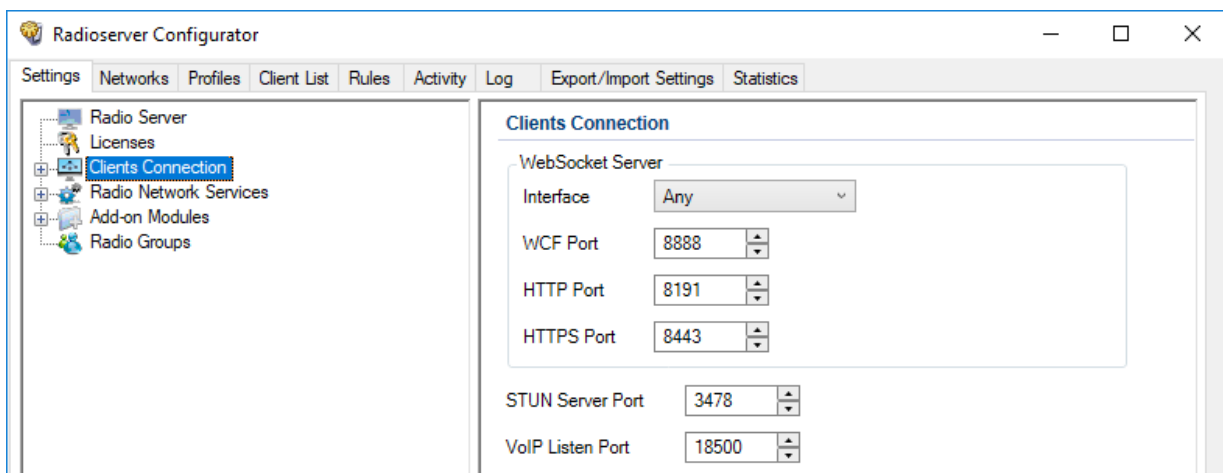 Radioserver Configurator
Settings Networks Profiles Client List Rules Activity Log Export/Import Settings Statistics
Radio Server
Licenses
Clients Connection
Radio Network Services
Add-on Modules
Radio Groups
Clients Connection
WebSocket Server
Interface Any
WCF Port 8888
HTTP Port 8191
HTTPS Port 8443
STUN Server Port 3478
VoIP Listen Port 18500